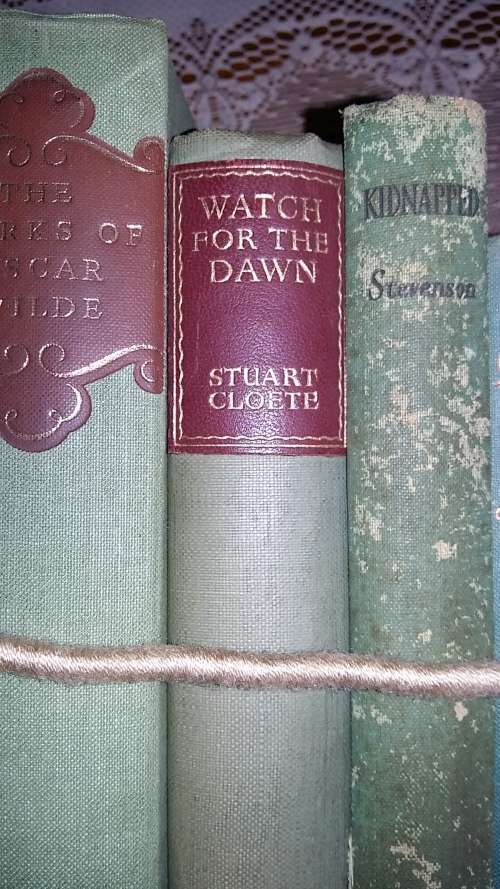 THE
RKS OF
SCAR
ILDE
WATCH
FOR THE
DAWN
STUART
CLOETE
KIDNAPPED
Stevenson